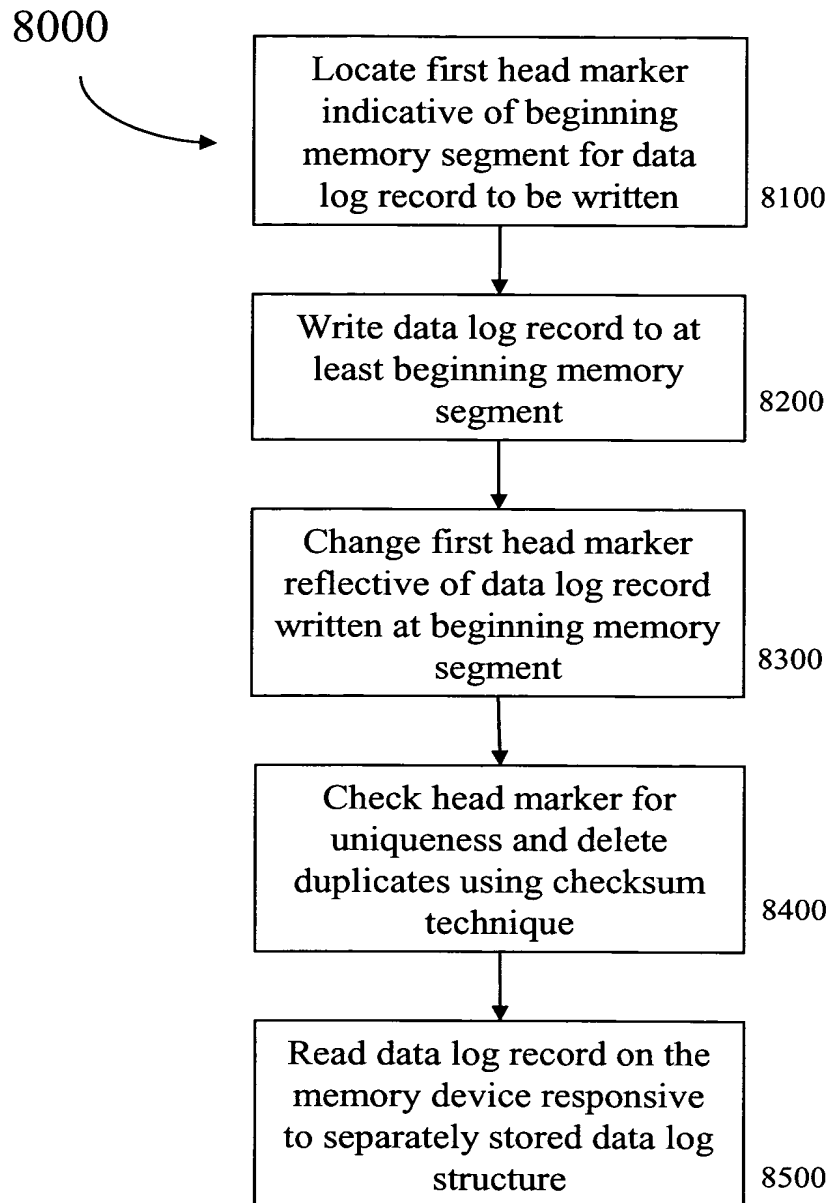 8000
Locate first head marker
indicative of beginning
memory segment for data
log record to be written
8100
Write data log record to at
least beginning memory
segment
8200
Change first head marker
reflective of data log record
written at beginning memory
segment
8300
Check head marker for
uniqueness and delete
duplicates using checksum
technique
8400
Read data log record on the
memory device responsive
to separately stored data log
structure
8500